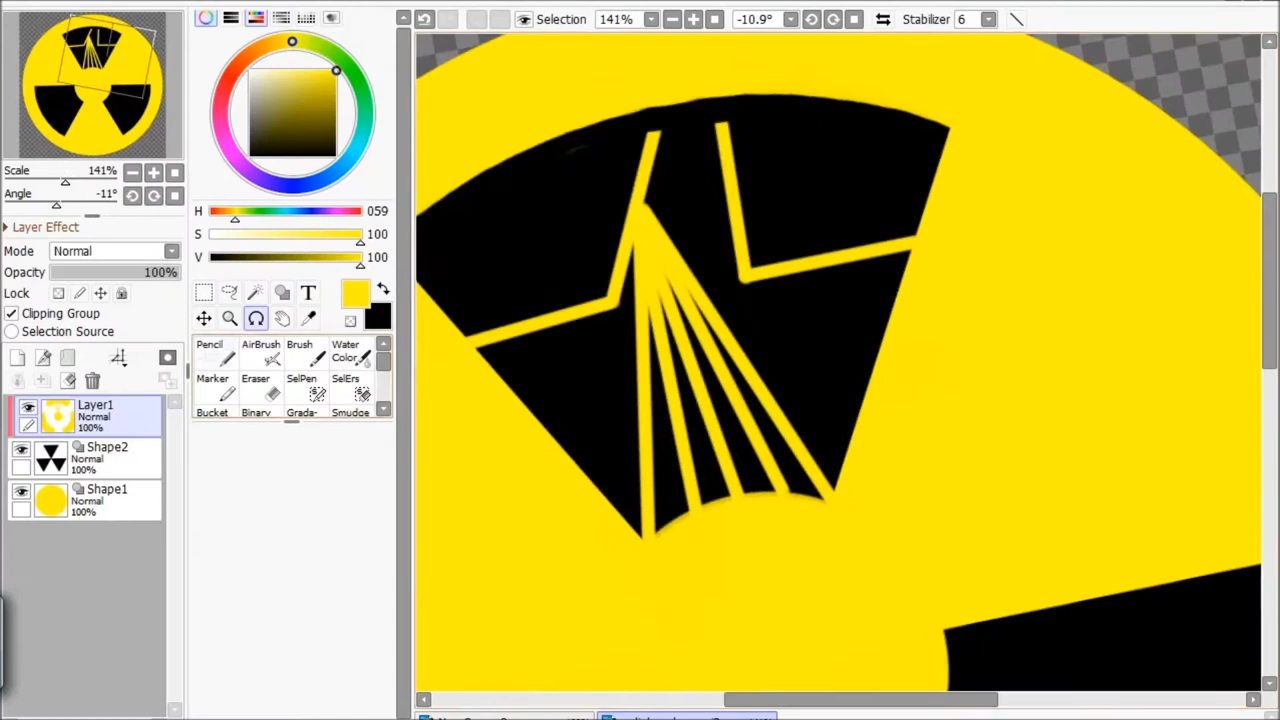 Selection 141% -10.9° Stabilizer 6
Scale 141%
Angle -11°
Layer Effect
Mode Normal
Opacity 100%
Lock
Clipping Group
Selection Source
Layer1
Normal
100%
Shape2
Normal
100%
Shape1
Normal
100%
H 059
S 100
V 100
T
Pencil AirBrush Brush Water Color
Marker Eraser SelPen SelErs
Bucket Binary Grada- Smudge